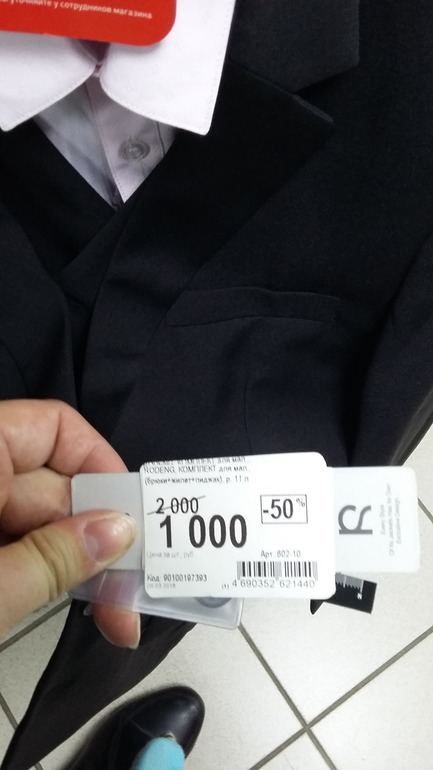 уточните у сотрудников магазина
RODENG, КОМПЛЕКТ для мал.
(брюки+жилет+пиджак), р. 11 л
2 000
-50%
1 000
Цена за шт., руб.
Арт. 602-10
Код: 90100197393
(1) 4 690352 621440